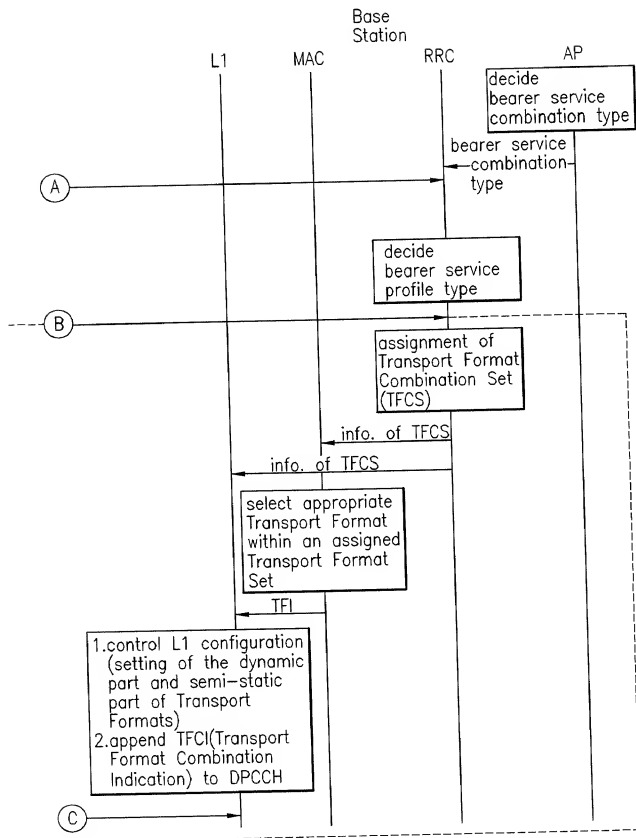 Base
Station
L1 MAC RRC AP
decide
bearer service
combination type
bearer service
combination
type
A
decide
bearer service
profile type
B
assignment of
Transport Format
Combination Set
(TFCS)
info. of TFCS
info. of TFCS
select appropriate
Transport Format
within an assigned
Transport Format
Set
TFI
1.control L1 configuration
(setting of the dynamic
part and semi-static
part of Transport
Formats)
2.append TFCI(Transport
Format Combination
Indication) to DPCCH
C